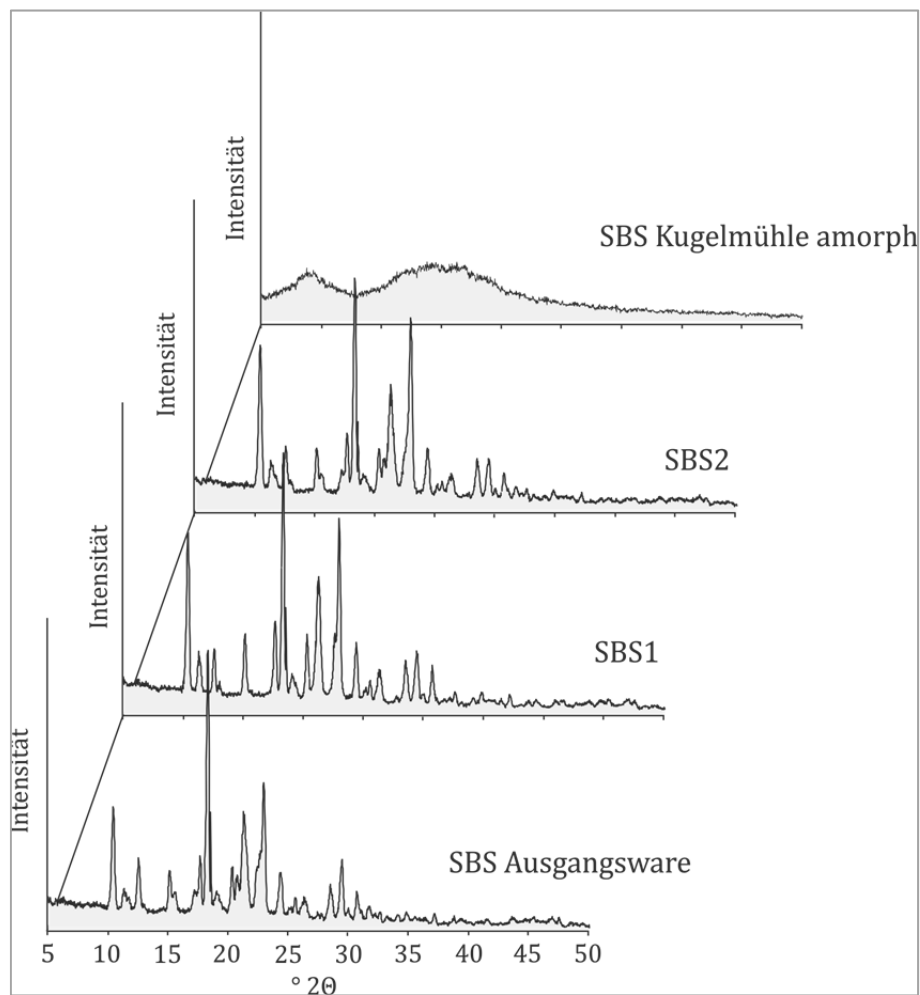 Intensität
SBS Kugelmühle amorph
Intensität
SBS2
Intensität
SBS1
Intensität
SBS Ausgangsware
5 10 15 20 25 30 35 40 45 50
°2Θ